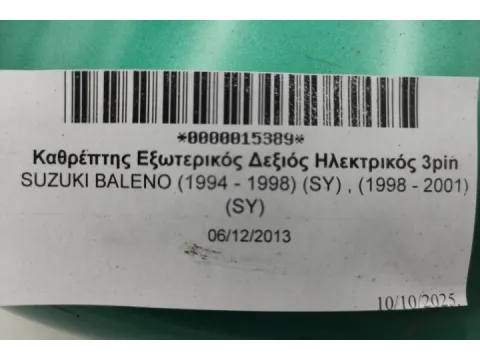 *0000015389*
Καθρέπτης Εξωτερικός Δεξιός Ηλεκτρικός 3pin
SUZUKI BALENO (1994 - 1998) (SY) , (1998 - 2001)
(SY)
06/12/2013
10/10/2025,